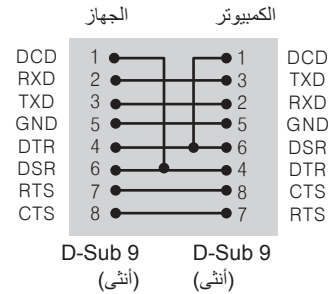 الكمبيوتر الجهاز
DCD 1 1 DCD
RXD 2 3 TXD
TXD 3 2 RXD
GND 5 5 GND
DTR 4 6 DSR
DSR 6 4 DTR
RTS 7 8 CTS
CTS 8 7 RTS
D-Sub 9 D-Sub 9
(أنثى) (أنثى)